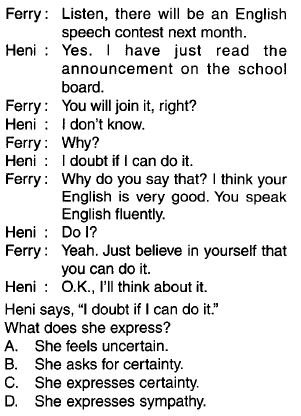 Ferry : Listen, there will be an English
speech contest next month.
Heni : Yes. I have just read the
announcement on the school
board.
Ferry : You will join it, right?
Heni : I don't know.
Ferry : Why?
Heni : I doubt if I can do it.
Ferry : Why do you say that? I think your
English is very good. You speak
English fluently.
Heni : Do I?
Ferry : Yeah. Just believe in yourself that
you can do it.
Heni : O.K., I'll think about it.
Heni says, "I doubt if I can do it."
What does she express?
A. She feels uncertain.
B. She asks for certainty.
C. She expresses certainty.
D. She expresses sympathy.